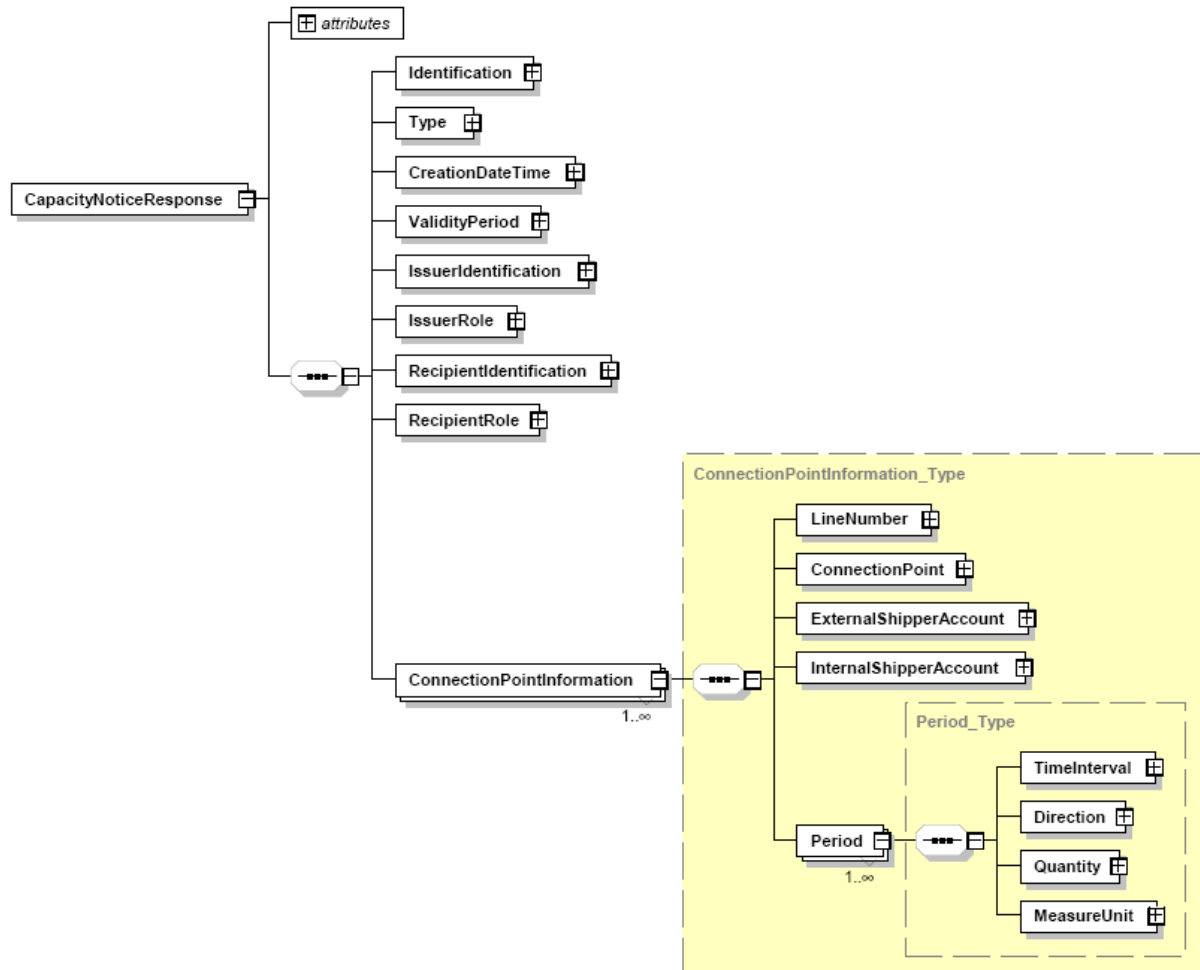 attributes
Identification
Type
CreationDateTime
CapacityNoticeResponse
ValidityPeriod
IssuerIdentification
IssuerRole
RecipientIdentification
RecipientRole
ConnectionPointInformation_Type
LineNumber
ConnectionPoint
ExternalShipperAccount
InternalShipperAccount
ConnectionPointInformation
1..∞
Period_Type
TimeInterval
Direction
Period
Quantity
1..∞
MeasureUnit